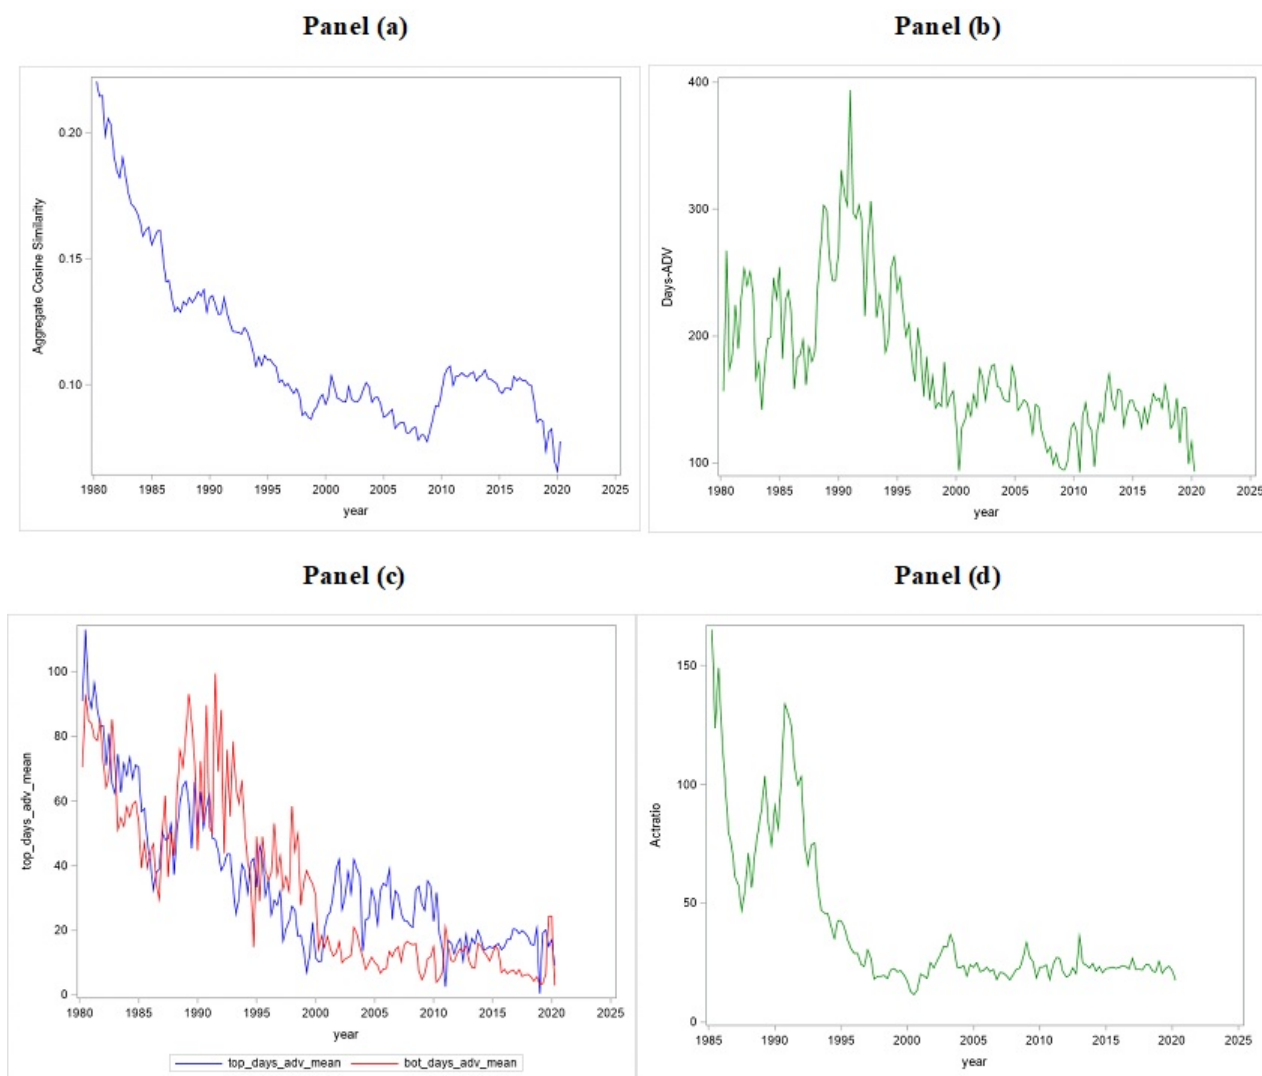 Panel (a)
Panel (b)
Aggregate Cosine Similarity
0.20
0.15
0.10
1980 1985 1990 1995 2000 2005 2010 2015 2020 2025
year
Days-ADV
400
300
200
100
1980 1985 1990 1995 2000 2005 2010 2015 2020 2025
year
Panel (c)
Panel (d)
top_days_adv_mean
100
80
60
40
20
0
1980 1985 1990 1995 2000 2005 2010 2015 2020 2025
year
top_days_adv_mean bot_days_adv_mean
Actratio
150
100
50
0
1985 1990 1995 2000 2005 2010 2015 2020 2025
year